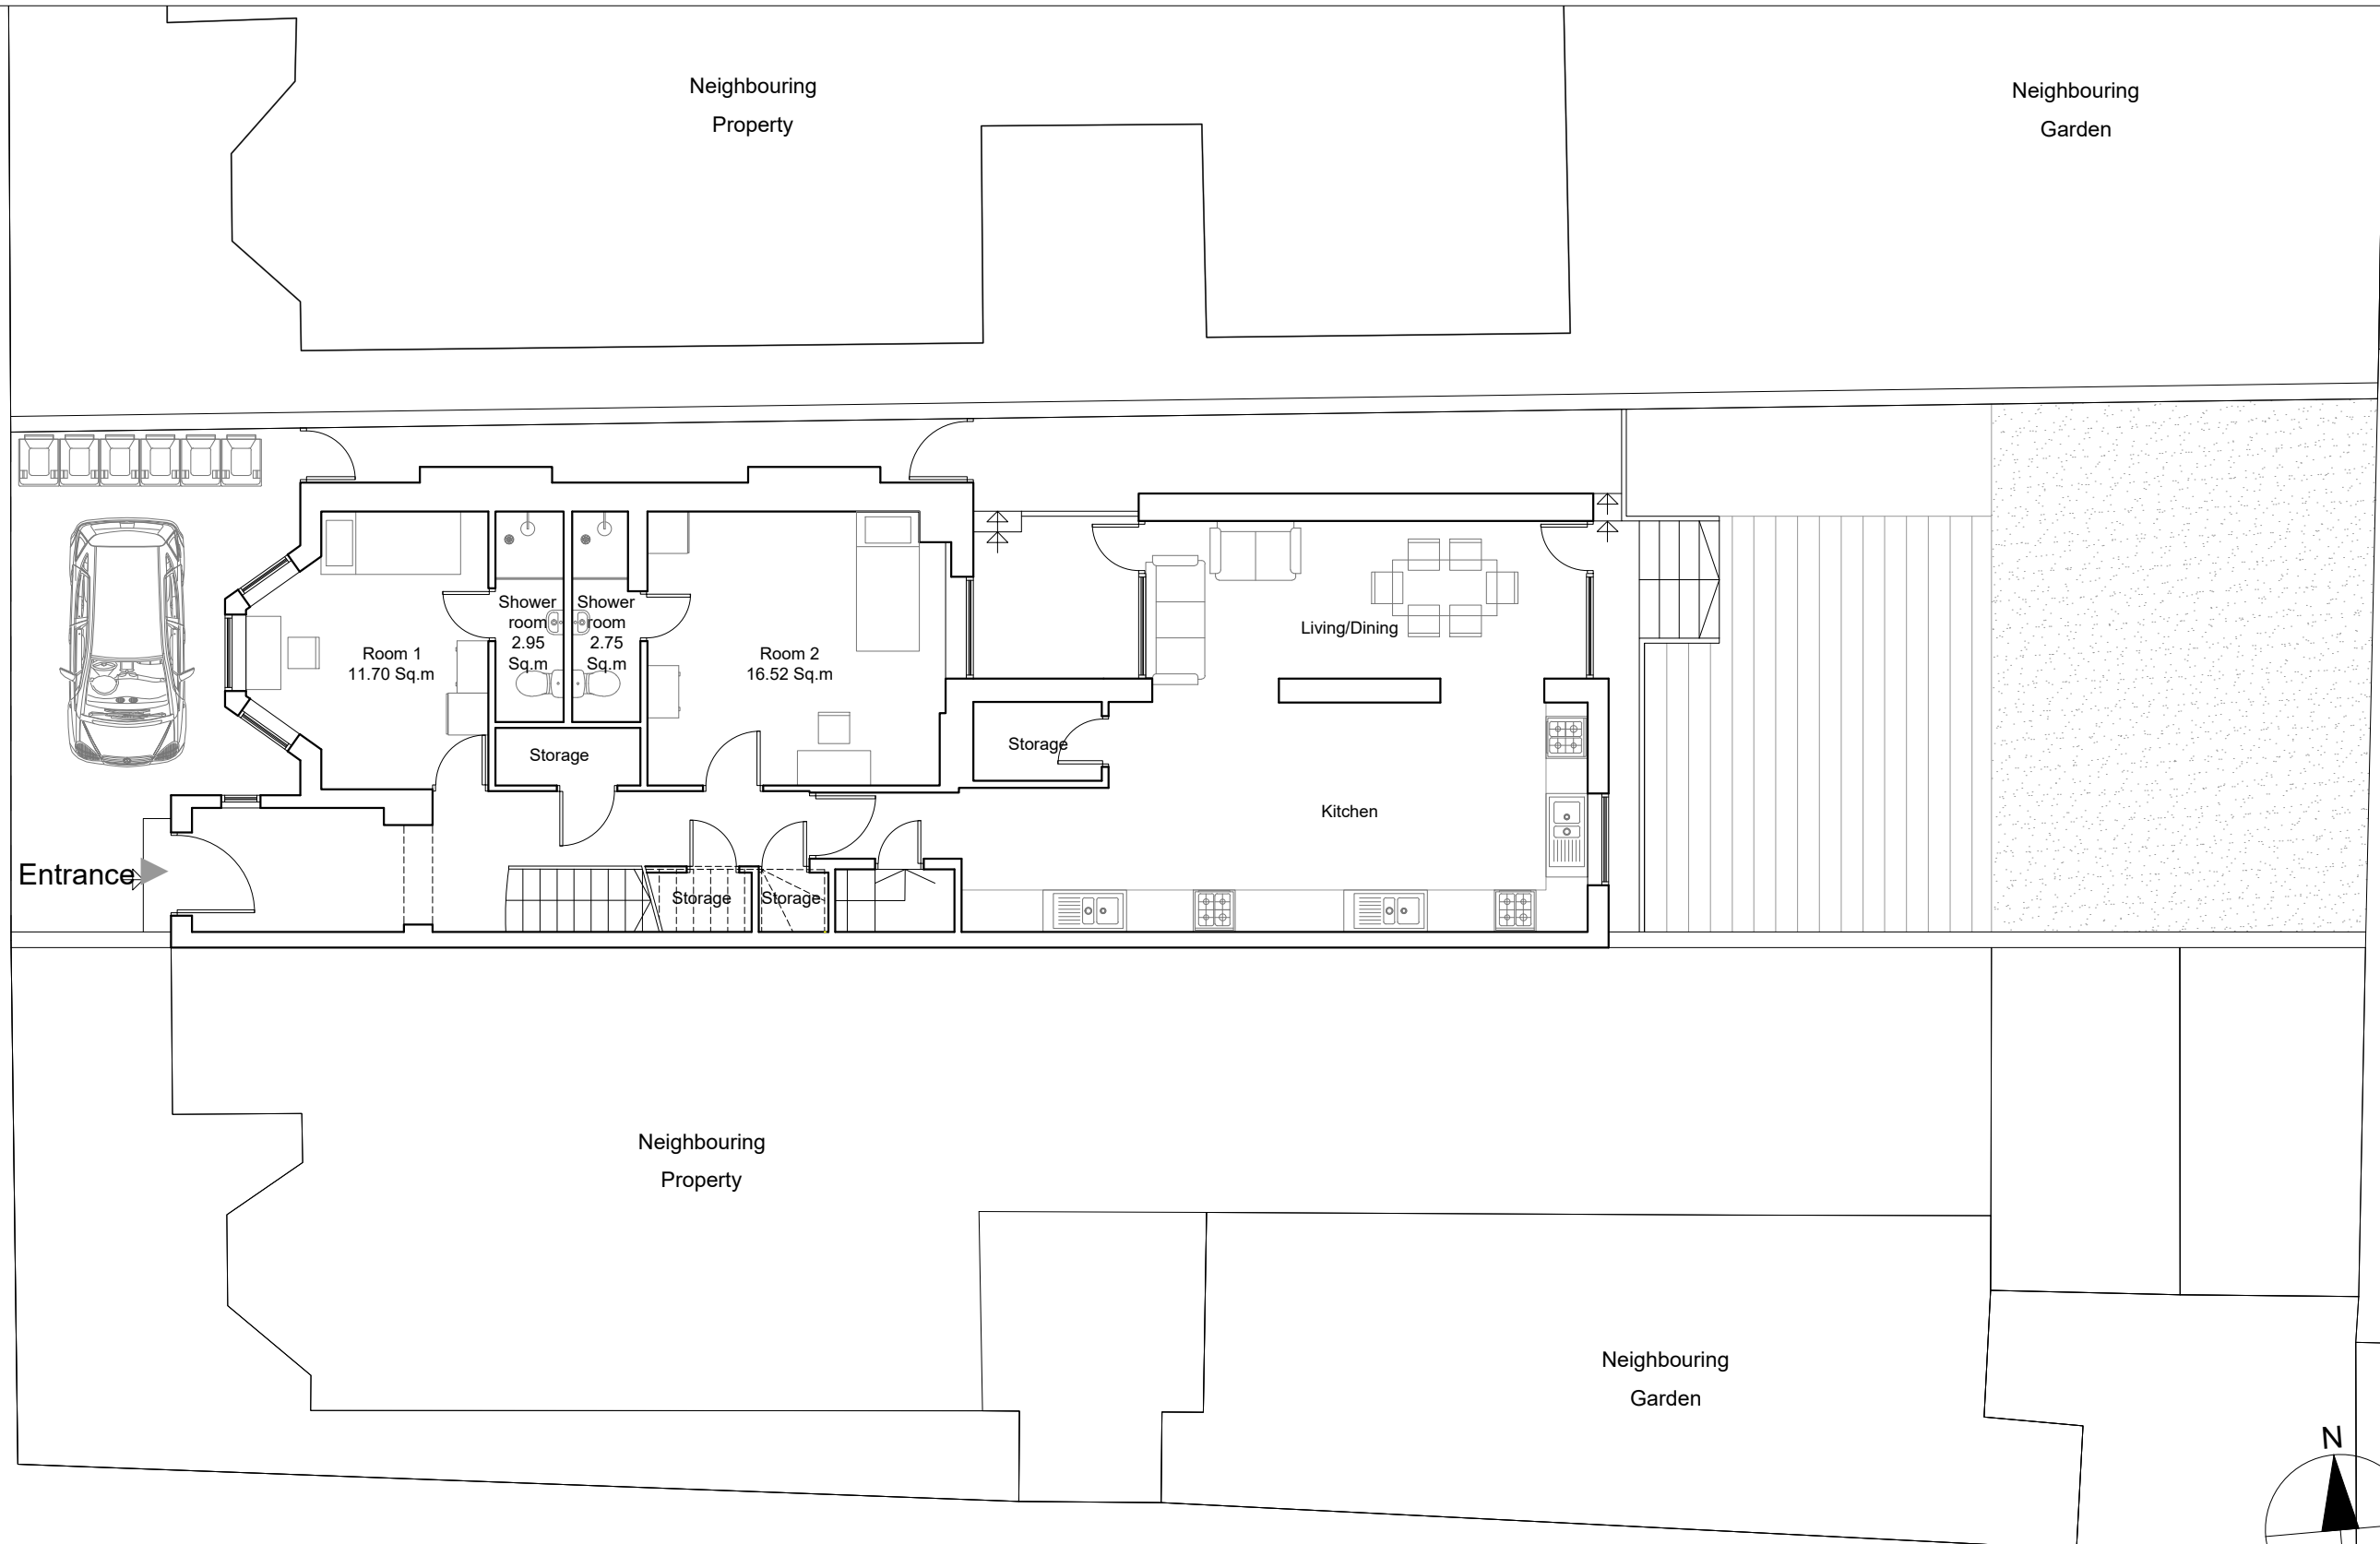 Neighbouring
Property
Neighbouring
Garden
Shower
room
2.95
Sq.m
Shower
room
2.75
Sq.m
Room 1
11.70 Sq.m
Room 2
16.52 Sq.m
Living/Dining
Storage
Storage
Kitchen
Entrance
Storage
Storage
Neighbouring
Property
Neighbouring
Garden
N